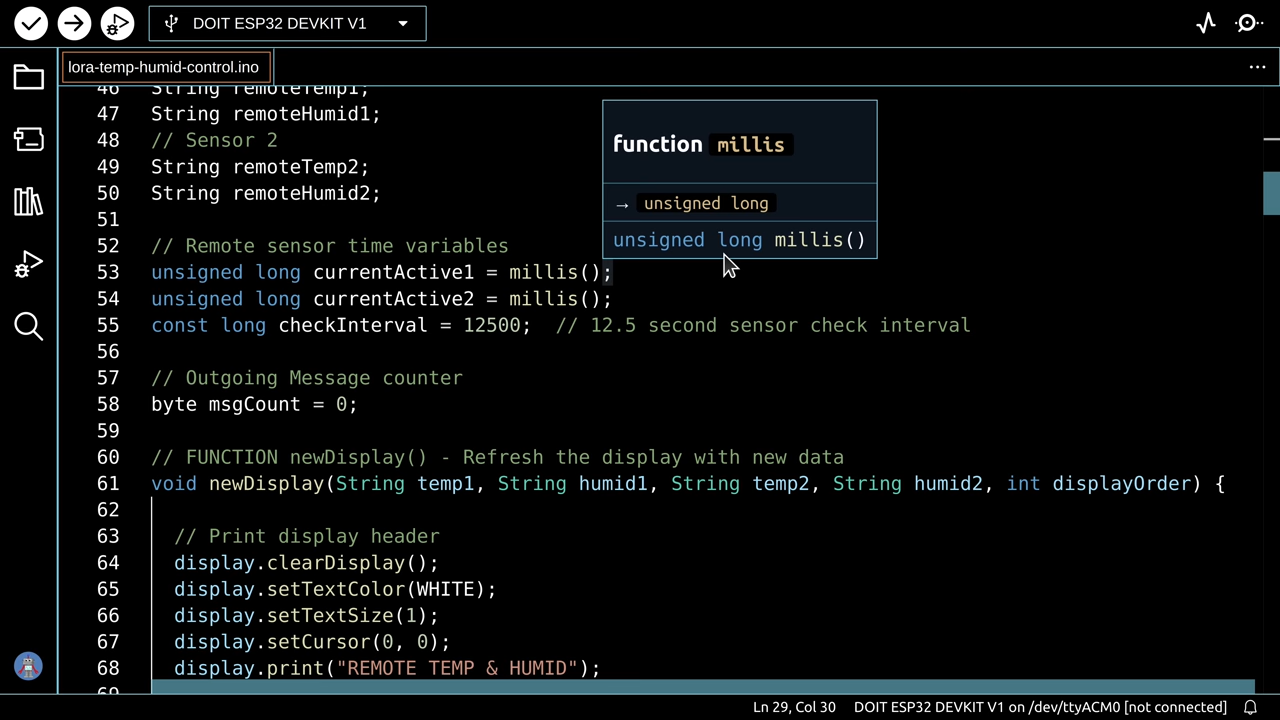 DOIT ESP32 DEVKIT V1
lora-temp-humid-control.ino
46 String remoteTemp1;
47 String remoteHumid1;
48 // Sensor 2
49 String remoteTemp2;
50 String remoteHumid2;
51
52 // Remote sensor time variables
53 unsigned long currentActive1 = millis();
54 unsigned long currentActive2 = millis();
55 const long checkInterval = 12500;  // 12.5 second sensor check interval
56
57 // Outgoing Message counter
58 byte msgCount = 0;
59
60 // FUNCTION newDisplay() - Refresh the display with new data
61 void newDisplay(String temp1, String humid1, String temp2, String humid2, int displayOrder) {
62
63 // Print display header
64 display.clearDisplay();
65 display.setTextColor(WHITE);
66 display.setTextSize(1);
67 display.setCursor(0, 0);
68 display.print("REMOTE TEMP & HUMID");
69
function millis
→ unsigned long
unsigned long millis()
Ln 29, Col 30 DOIT ESP32 DEVKIT V1 on /dev/ttyACM0 [not connected]